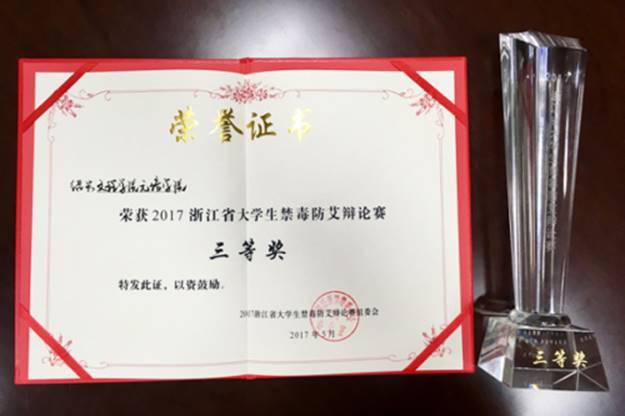 荣誉证书
绍兴文理学院元培学院
荣获2017浙江省大学生禁毒防艾辩论赛
三等奖
特发此证，以资鼓励。
2017浙江省大学生禁毒防艾辩论赛组委会
2017年5月
三等奖